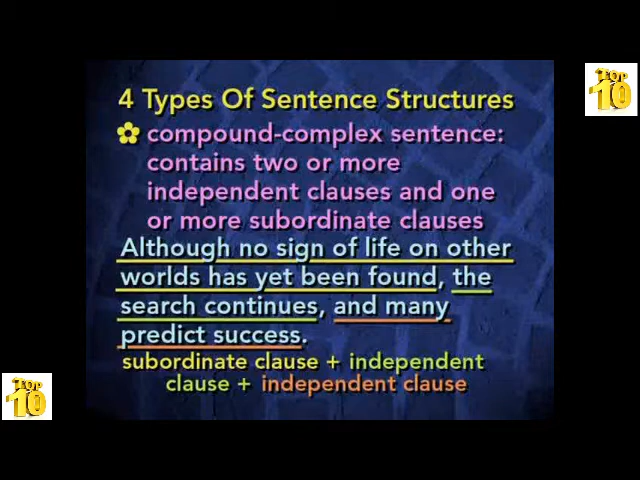 TOP
10
4 Types Of Sentence Structures
compound-complex sentence:
contains two or more
independent clauses and one
or more subordinate clauses
Although no sign of life on other
worlds has yet been found, the
search continues, and many
predict success.
subordinate clause + independent
clause + independent clause
TOP
10